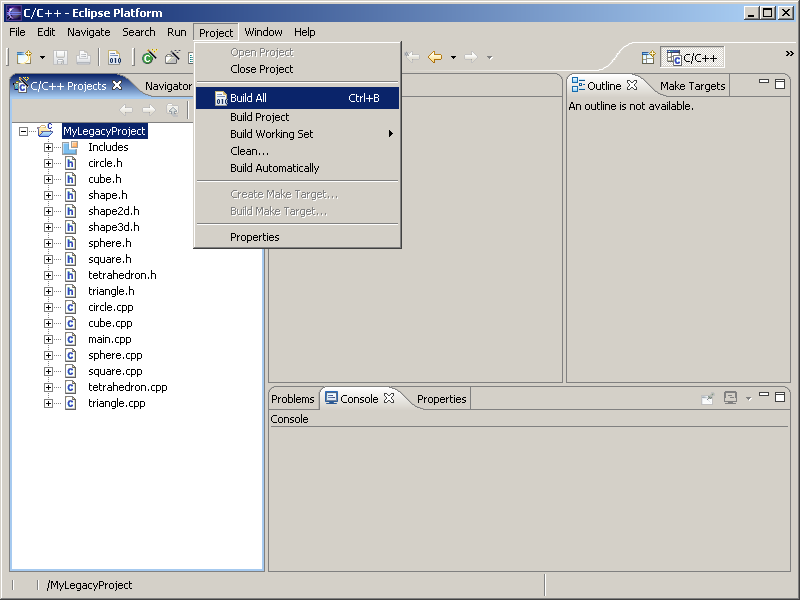 C/C++ - Eclipse Platform
File Edit Navigate Search Run Project Window Help
C/C++
C/C++ Projects
Navigator
MyLegacyProject
Includes
circle.h
cube.h
shape.h
shape2d.h
shape3d.h
sphere.h
square.h
tetrahedron.h
triangle.h
circle.cpp
cube.cpp
main.cpp
sphere.cpp
square.cpp
tetrahedron.cpp
triangle.cpp
Open Project
Close Project
Build All Ctrl+B
Build Project
Build Working Set
Clean...
Build Automatically
Create Make Target...
Build Make Target...
Properties
Outline Make Targets
An outline is not available.
Problems Console Properties
Console
/MyLegacyProject